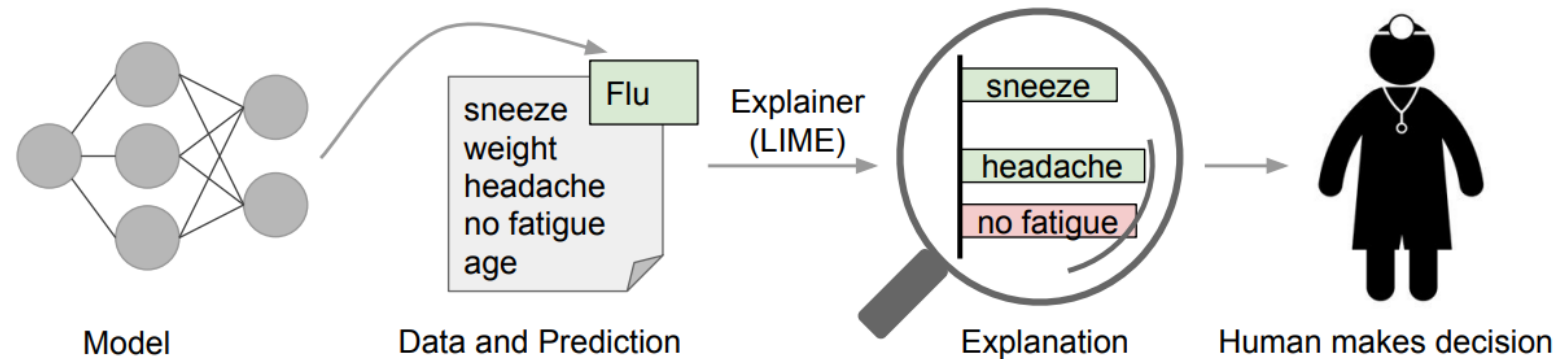 Flu
sneeze
weight
headache
no fatigue
age
Explainer
(LIME)
sneeze
headache
no fatigue
Model
Data and Prediction
Explanation
Human makes decision